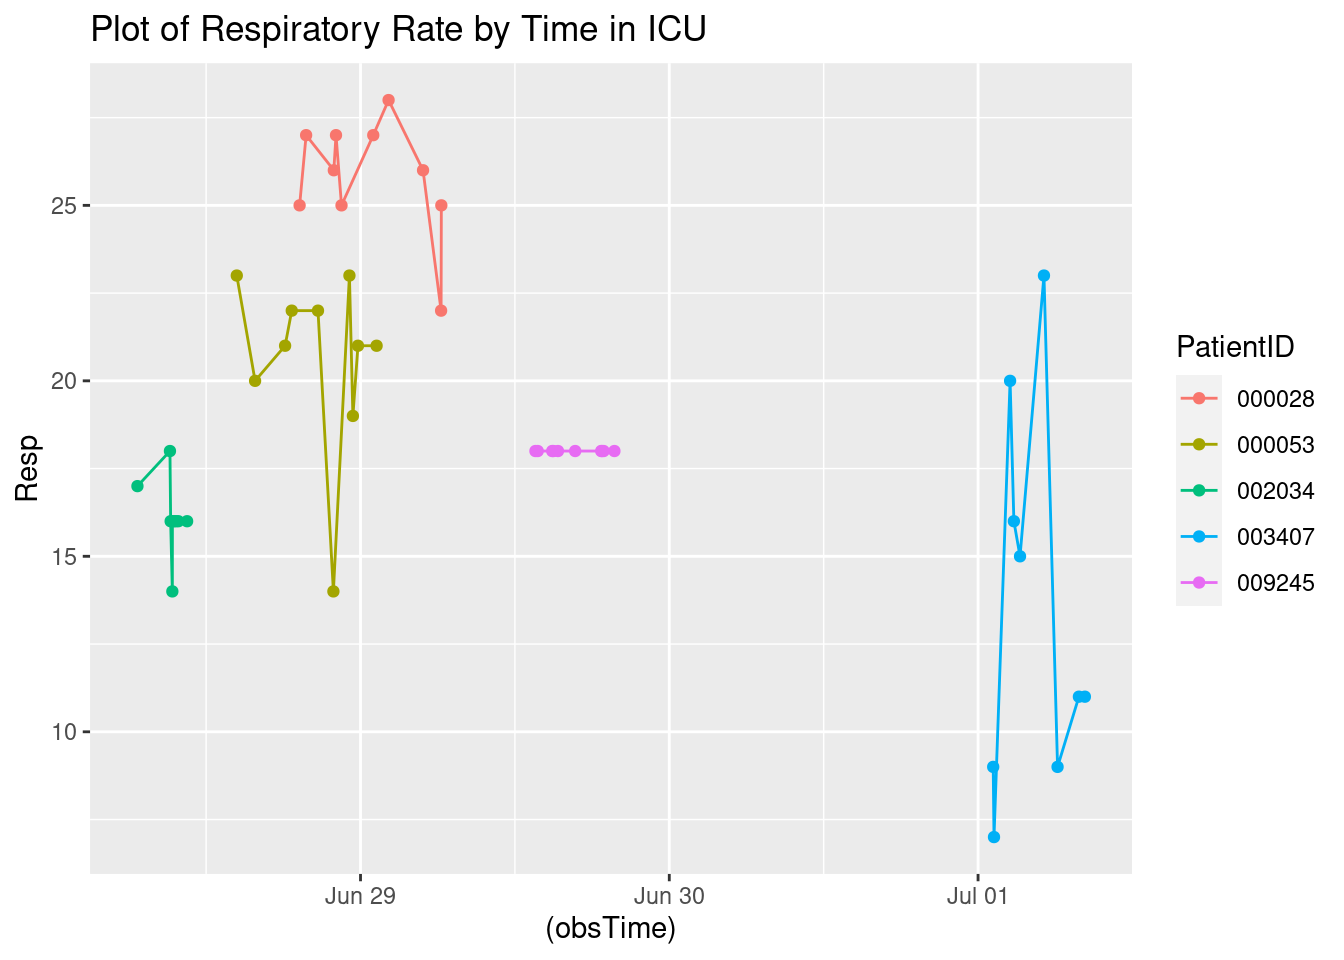 Plot of Respiratory Rate by Time in ICU
25
20
15
10
Resp
Jun 29
Jun 30
Jul 01
(obsTime)
PatientID
000028
000053
002034
003407
009245